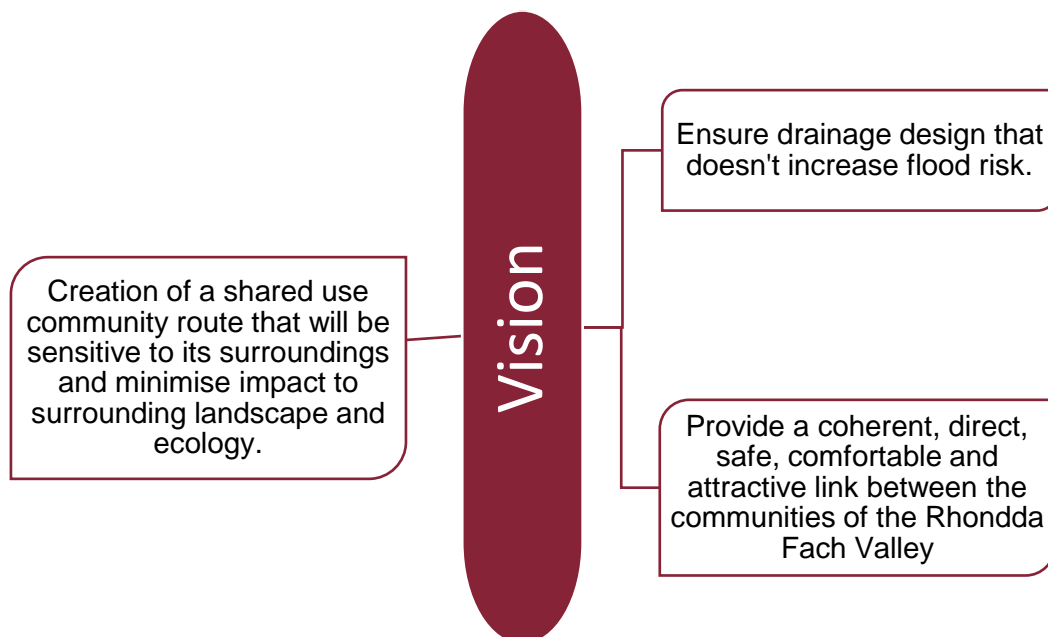 Creation of a shared use
community route that will be
sensitive to its surroundings
and minimise impact to
surrounding landscape and
ecology.
Vision
Ensure drainage design that
doesn't increase flood risk.
Provide a coherent, direct,
safe, comfortable and
attractive link between the
communities of the Rhondda
Fach Valley